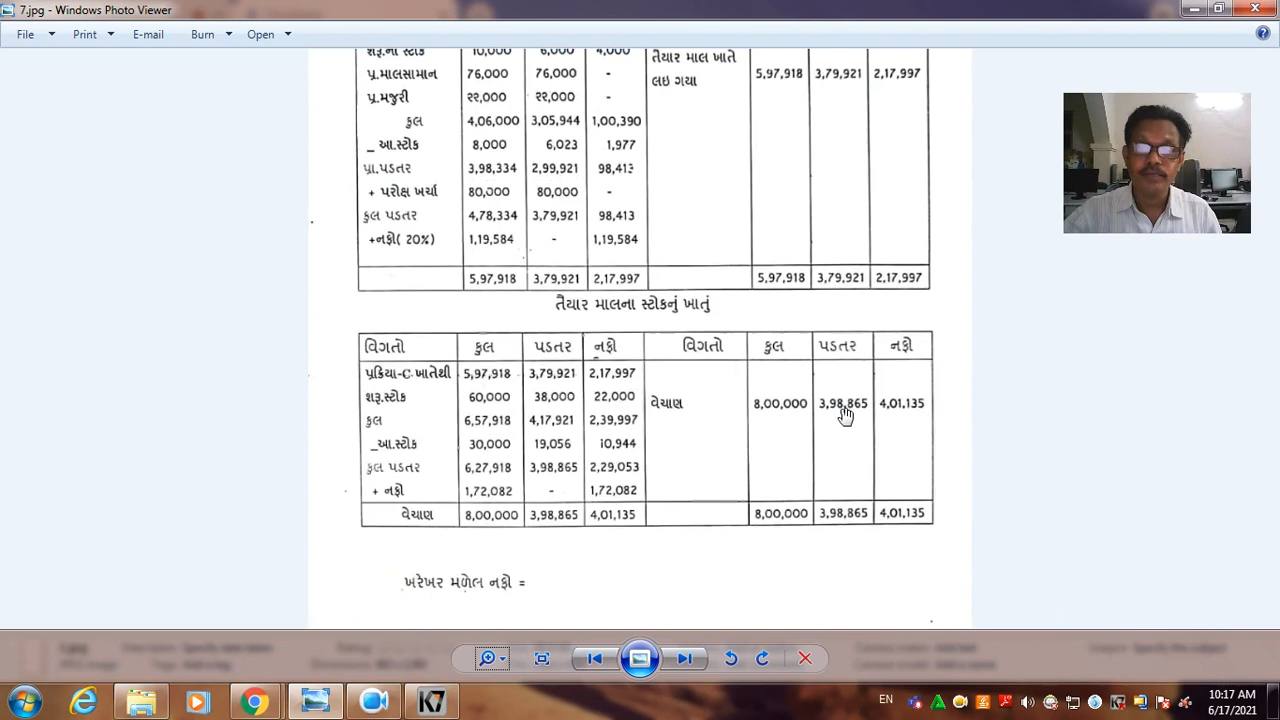 7.jpg - Windows Photo Viewer
File Print E-mail Burn Open
શરૂ.ના સ્ટોક 10,000 6,000 4,000 તૈયાર માલ ખાતે
પ્ર.માલસામાન 76,000 76,000 - લઇ ગયા 5,97,918 3,79,921 2,17,997
પ્ર.મજુરી ૨૨,000 ૨૨,000 -
કુલ 4,06,000 3,05,944 1,00,390
_ આ.સ્ટોક 8,000 6,023 1,977
પ્રા.પડતર 3,98,334 2,99,921 98,413
+ પરોક્ષ ખર્ચા 80,000 80,000 -
કુલ પડતર 4,78,334 3,79,921 98,413
+નફો( 20%) 1,19,584 - 1,19,584
5,97,918 3,79,921 2,17,997 5,97,918 3,79,921 2,17,997
તૈયાર માલના સ્ટોકનું ખાતું
વિગતો કુલ પડતર નફો વિગતો કુલ પડતર નફો
પ્રક્રિયા-C ખાતેથી 5,97,918 3,79,921 2,17,997
શરૂ.સ્ટોક 60,000 38,000 22,000 વેચાણ 8,00,000 3,98,865 4,01,135
કુલ 6,57,918 4,17,921 2,39,997
_આ.સ્ટોક 30,000 19,056 10,944
કુલ પડતર 6,27,918 3,98,865 2,29,053
+ નફો 1,72,082 - 1,72,082
વેચાણ 8,00,000 3,98,865 4,01,135 8,00,000 3,98,865 4,01,135
ખરેખર મળેલ નફો =
EN
10:17 AM
6/17/2021